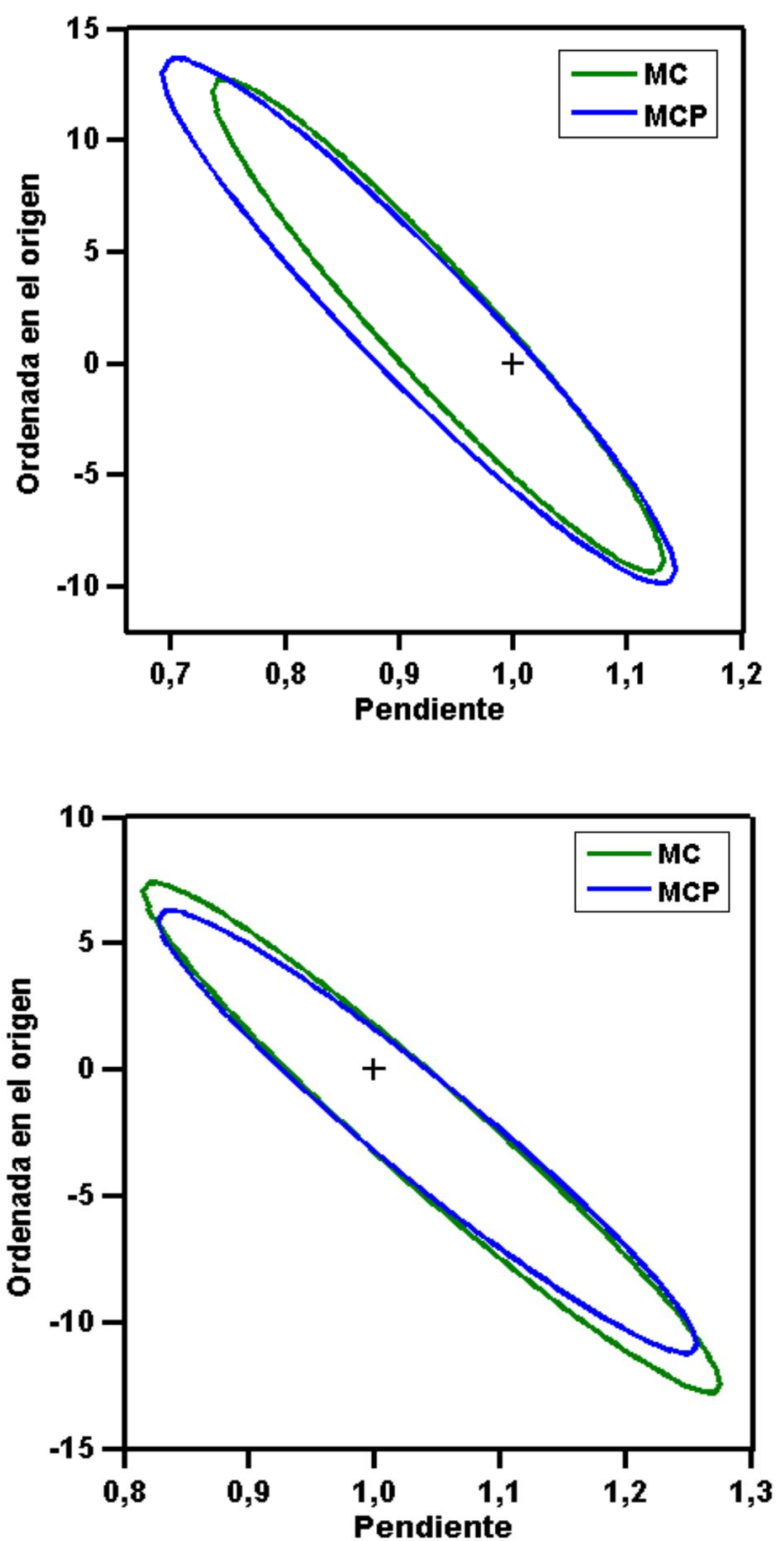 15
10
5
0
-5
-10
Ordenada en el origen
MC
MCP
0,7 0,8 0,9 1,0 1,1 1,2
Pendiente
10
5
0
-5
-10
-15
Ordenada en el origen
MC
MCP
0,8 0,9 1,0 1,1 1,2 1,3
Pendiente